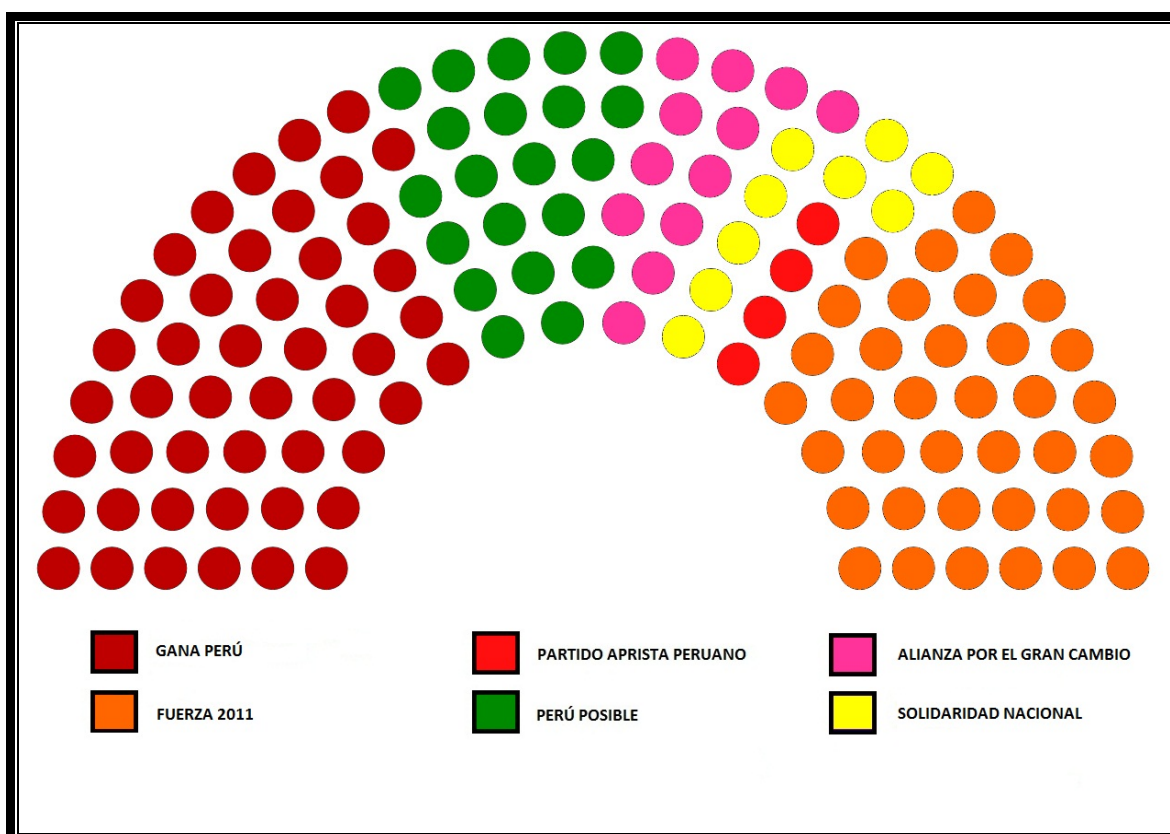 GANA PERÚ
PARTIDO APRISTA PERUANO
ALIANZA POR EL GRAN CAMBIO
FUERZA 2011
PERÚ POSIBLE
SOLIDARIDAD NACIONAL